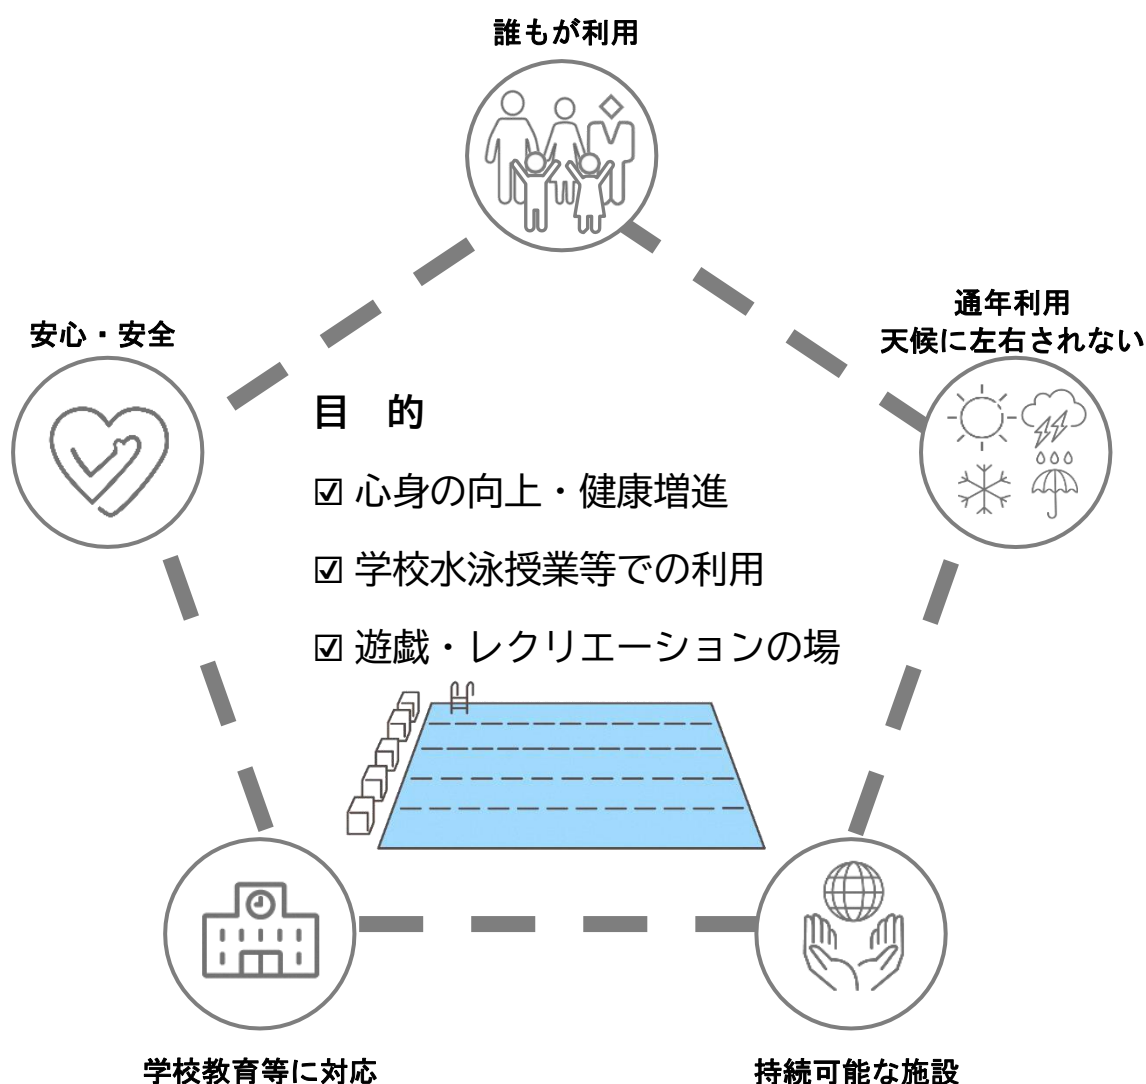 誰もが利用
通年利用
天候に左右されない
安心・安全
目　的
☑ 心身の向上・健康増進
☑ 学校水泳授業等での利用
☑ 遊戯・レクリエーションの場
学校教育等に対応
持続可能な施設